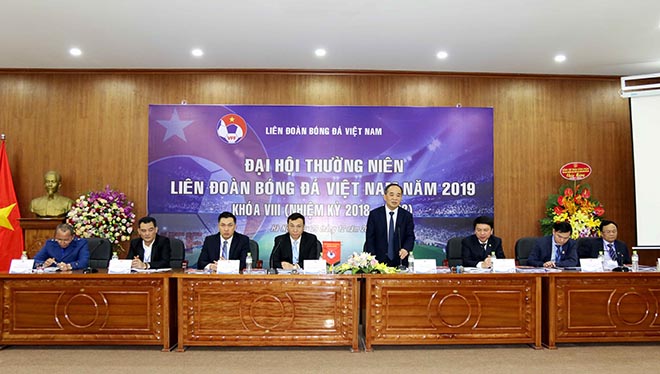 LIÊN ĐOÀN BÓNG ĐÁ VIỆT NAM
VFF
ĐẠI HỘI THƯỜNG NIÊN
LIÊN ĐOÀN BÓNG ĐÁ VIỆT NAM NĂM 2019
KHÓA VIII (NHIỆM KỲ 2018